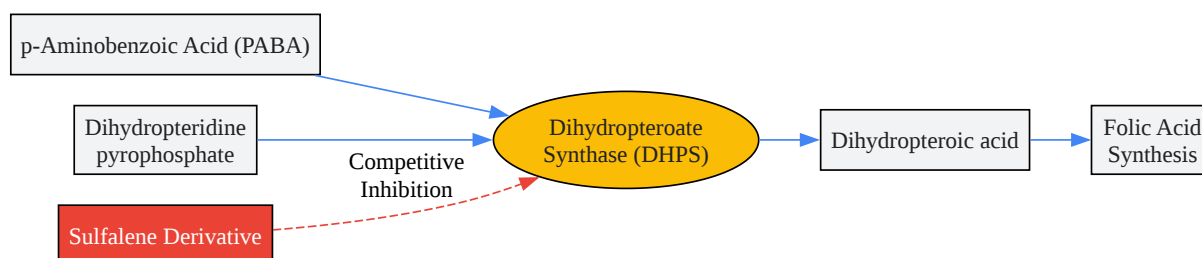 p-Aminobenzoic Acid (PABA)
Dihydropteridine
pyrophosphate
Competitive
Inhibition
Sulfalene Derivative
Dihydropteroate
Synthase (DHPS)
Dihydropteroic acid
Folic Acid
Synthesis